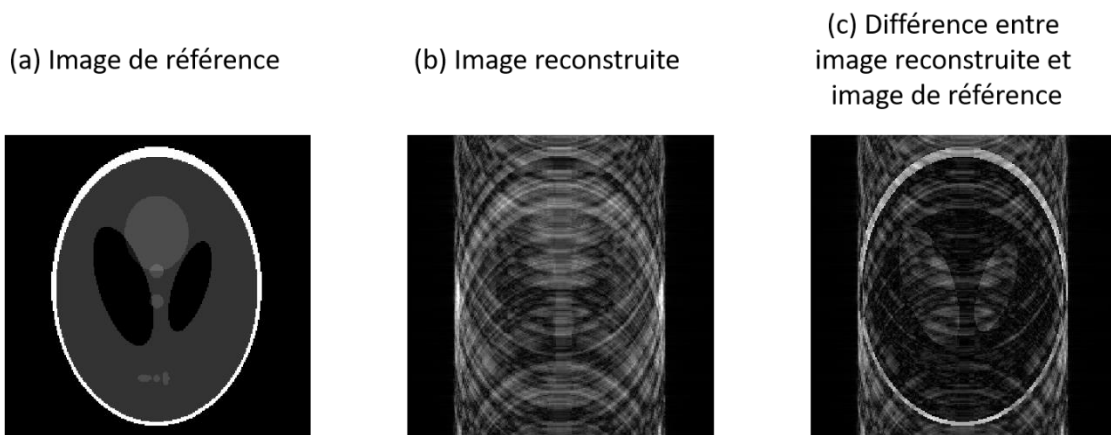 (a) Image de référence
(b) Image reconstruite
(c) Différence entre
image reconstruite et
image de référence